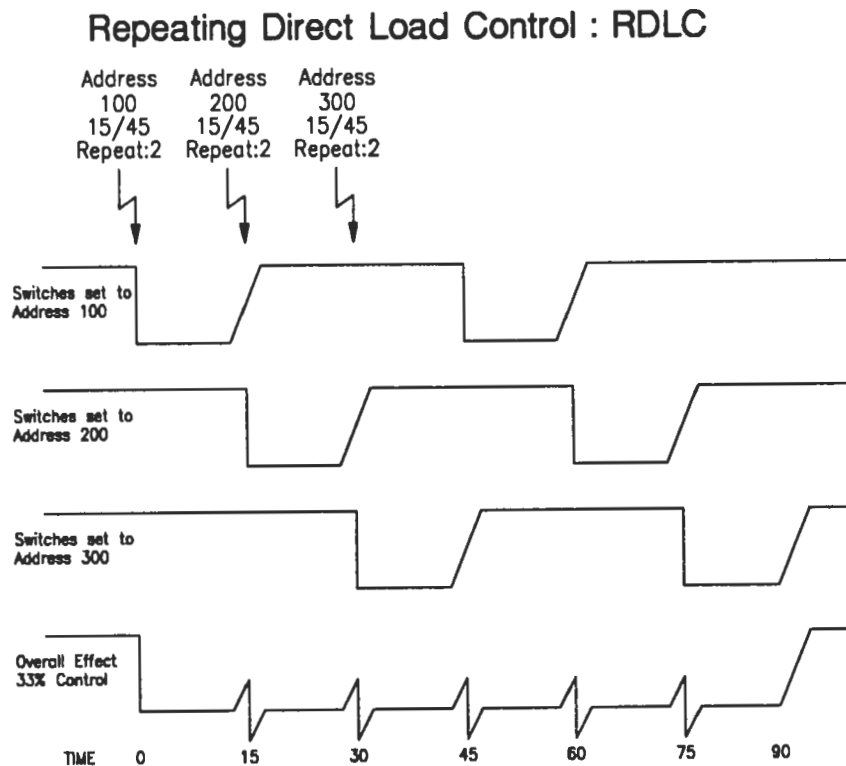 Repeating Direct Load Control : RDLC
Address
100
15/45
Repeat:2
Address
200
15/45
Repeat:2
Address
300
15/45
Repeat:2
Switches set to
Address 100
Switches set to
Address 200
Switches set to
Address 300
Overall Effect
33% Control
TIME 0 15 30 45 60 75 90